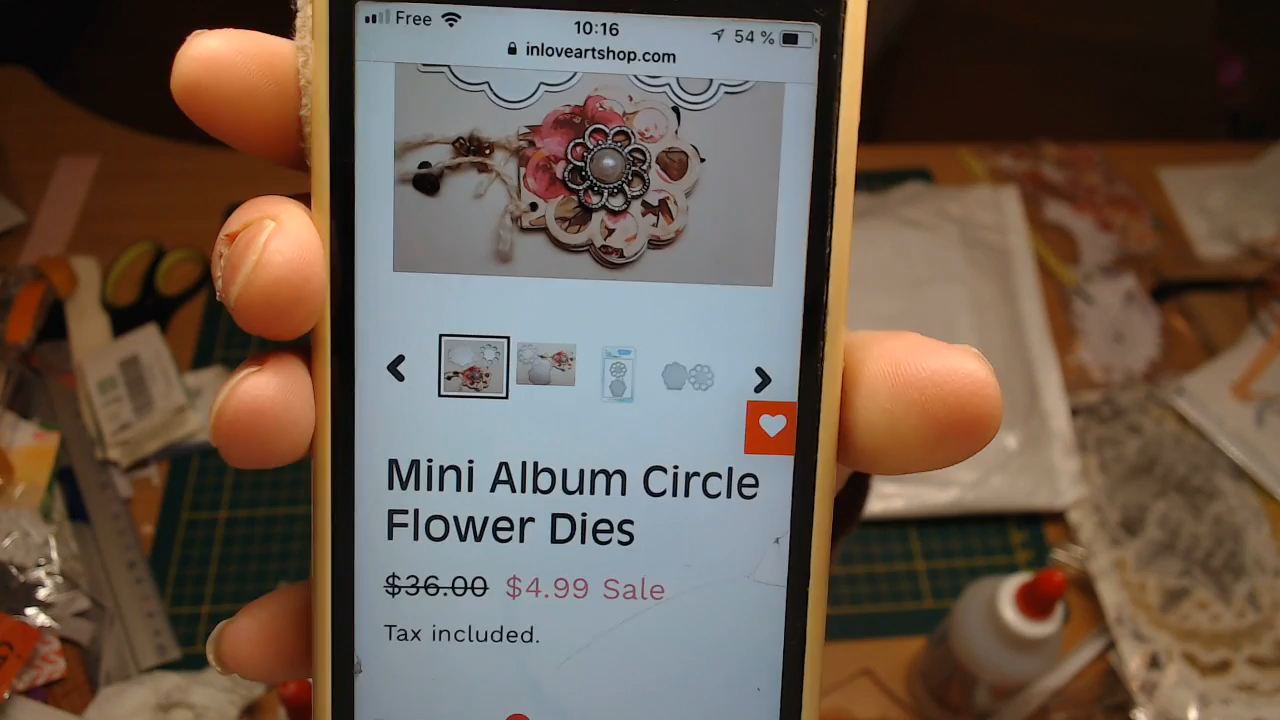 Free 10:16 54 %
inloveartshop.com
Mini Album Circle
Flower Dies
$36.00 $4.99 Sale
Tax included.